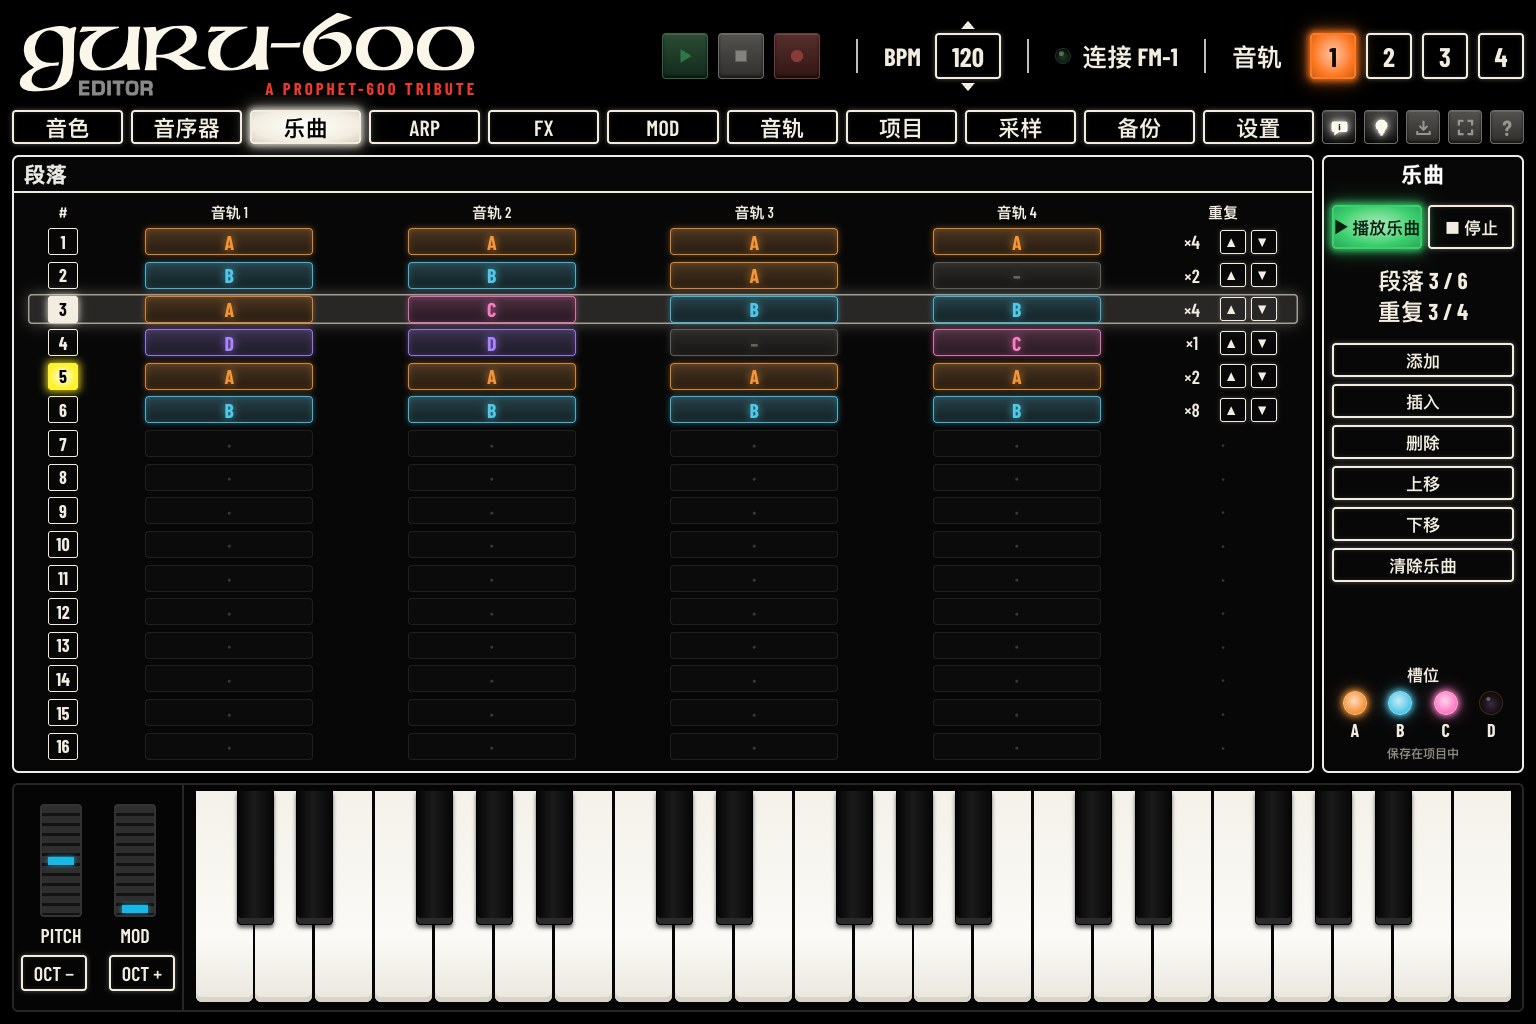 guru-600
EDITOR
A PROPHET-600 TRIBUTE
BPM 120 连接 FM-1 音轨 1 2 3 4
音色 音序器 乐曲 ARP FX MOD 音轨 项目 采样 备份 设置 ?
段落
# 音轨 1 音轨 2 音轨 3 音轨 4 重复
1 A A A A ×4 ▲ ▼
2 B B A – ×2 ▲ ▼
3 A C B B ×4 ▲ ▼
4 D D – C ×1 ▲ ▼
5 A A A A ×2 ▲ ▼
6 B B B B ×8 ▲ ▼
7 · · · · ·
8 · · · · ·
9 · · · · ·
10 · · · · ·
11 · · · · ·
12 · · · · ·
13 · · · · ·
14 · · · · ·
15 · · · · ·
16 · · · · ·
乐曲
▶ 播放乐曲 ■ 停止
段落 3 / 6
重复 3 / 4
添加
插入
删除
上移
下移
清除乐曲
槽位
A B C D
保存在项目中
PITCH MOD
OCT – OCT +